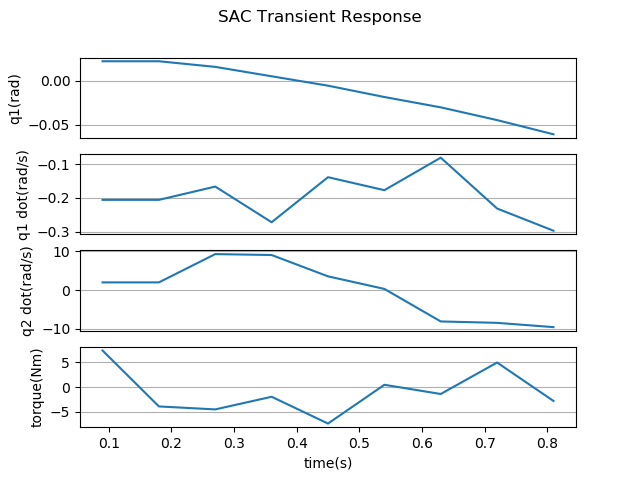 SAC Transient Response
q1(rad)
0.00
−0.05
q1 dot(rad/s)
−0.1
−0.2
−0.3
q2 dot(rad/s)
10
0
−10
torque(Nm)
5
0
−5
0.1 0.2 0.3 0.4 0.5 0.6 0.7 0.8
time(s)